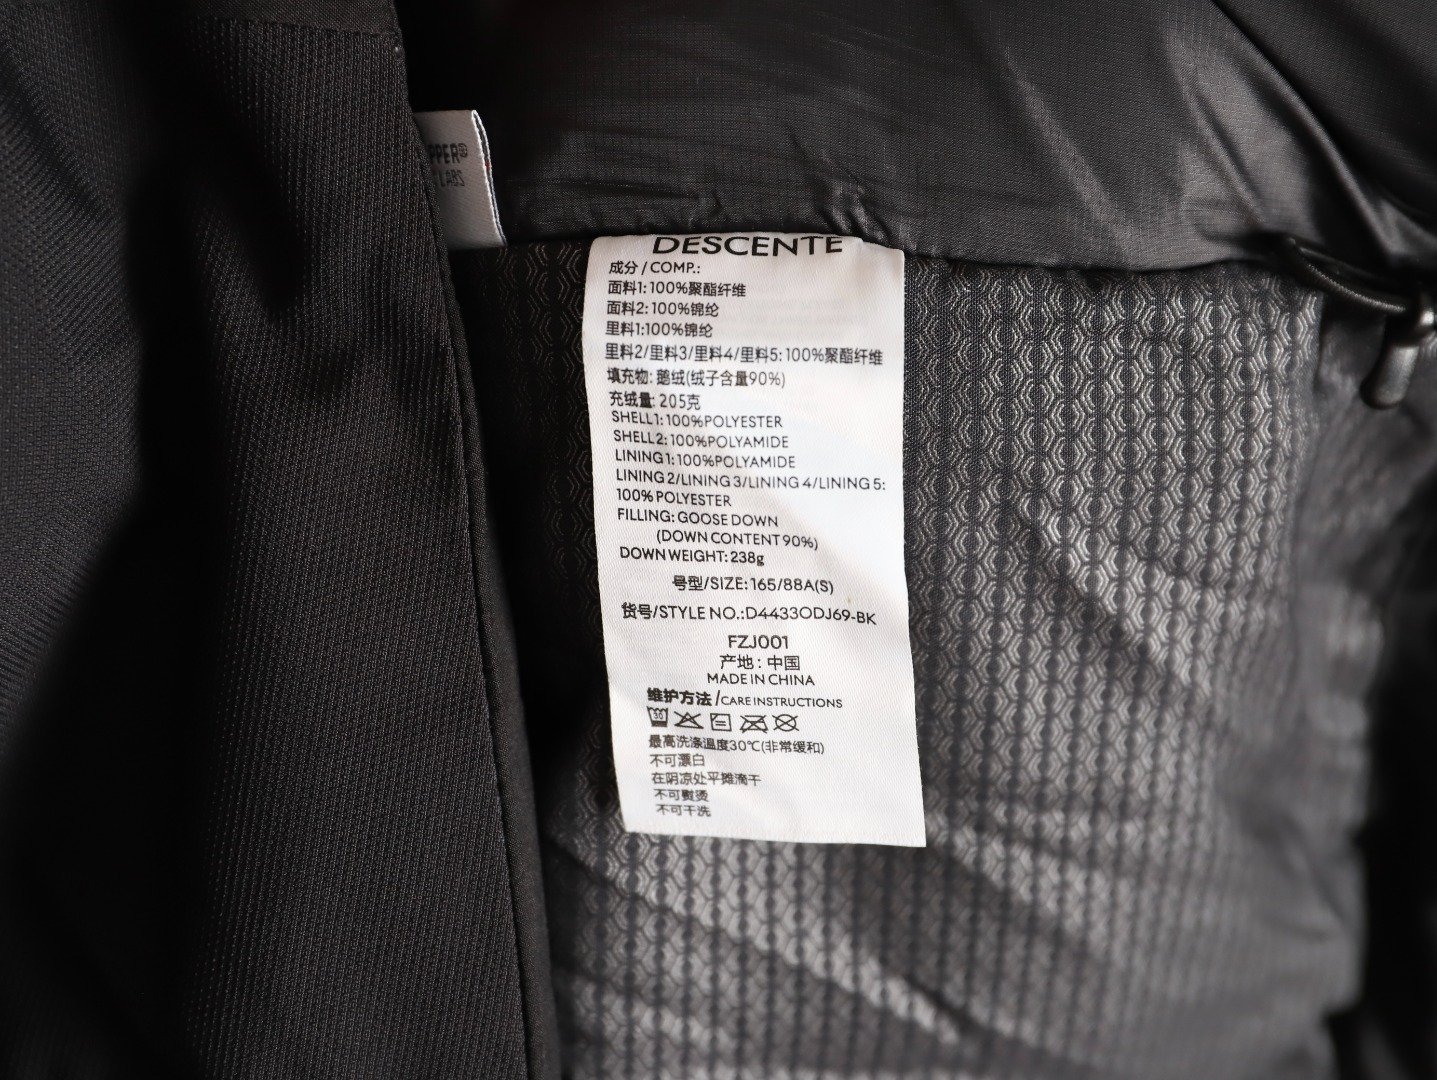 PPER®
LABS
DESCENTE
成分 / COMP.:
面料1: 100%聚酯纤维
面料2: 100%锦纶
里料1:100%锦纶
里料2/里料3/里料4/里料5: 100%聚酯纤维
填充物: 鹅绒(绒子含量90%)
充绒量: 205克
SHELL1: 100%POLYESTER
SHELL2: 100%POLYAMIDE
LINING1: 100%POLYAMIDE
LINING 2/LINING 3/LINING 4/LINING 5:
100% POLYESTER
FILLING: GOOSE DOWN
(DOWN CONTENT 90%)
DOWN WEIGHT: 238g
号型/SIZE: 165/88A(S)
货号/STYLE NO.:D4433ODJ69-BK
FZJ001
产地: 中国
MADE IN CHINA
维护方法/CARE INSTRUCTIONS
30
最高洗涤温度30℃(非常缓和)
不可漂白
在阴凉处平摊滴干
不可熨烫
不可干洗